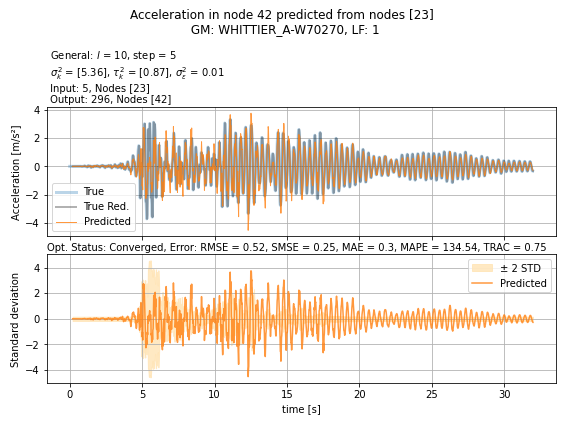 Acceleration in node 42 predicted from nodes [23]
GM: WHITTIER_A-W70270, LF: 1
General: l = 10, step = 5
σ²ₖ = [5.36], τ²ₖ = [0.87], σ²ε = 0.01
Input: 5, Nodes [23]
Output: 296, Nodes [42]
Acceleration [m/s²]
4
2
0
−2
−4
True
True Red.
Predicted
Opt. Status: Converged, Error: RMSE = 0.52, SMSE = 0.25, MAE = 0.3, MAPE = 134.54, TRAC = 0.75
Standard deviation
4
2
0
−2
−4
± 2 STD
Predicted
0 5 10 15 20 25 30
time [s]